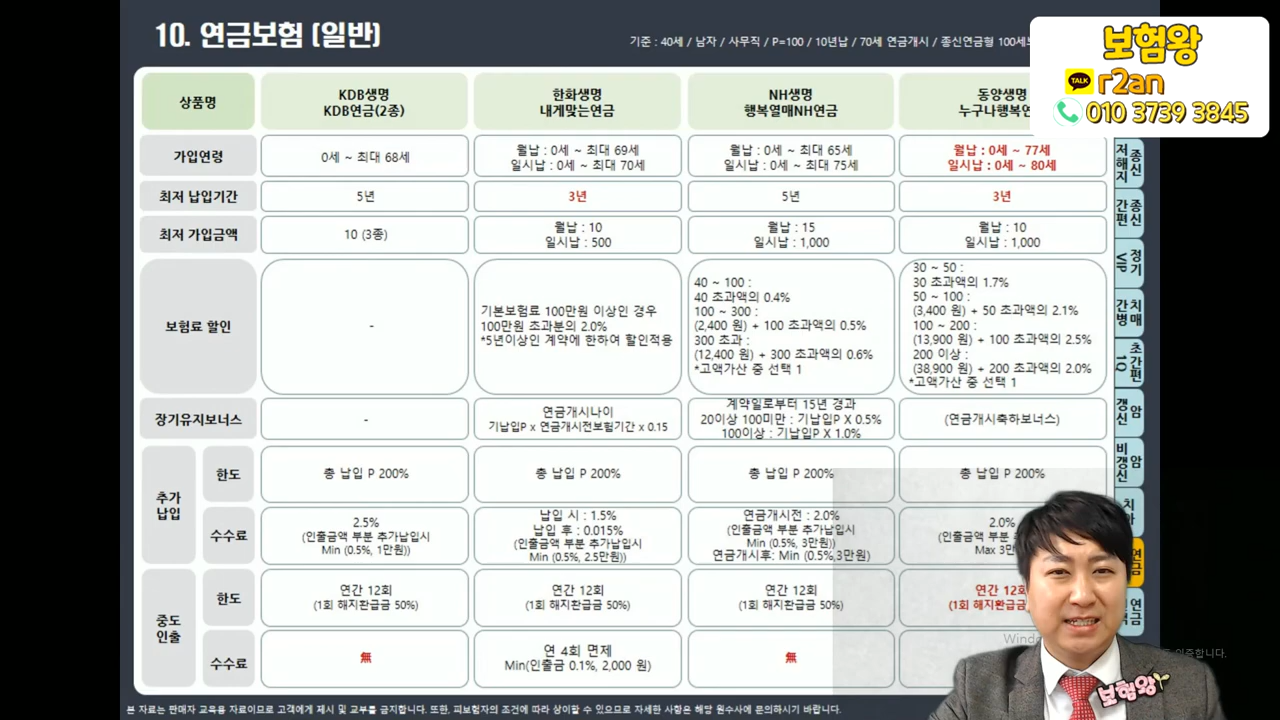 10. 연금보험 (일반)
기준 : 40세 / 남자 / 사무직 / P=100 / 10년납 / 70세 연금개시 / 종신연금형 100세
보험왕
TALK r2an
010 3739 3845
상품명
KDB생명
KDB연금(2종)
한화생명
내게맞는연금
NH생명
행복열매NH연금
동양생명
누구나행복연
가입연령
0세 ~ 최대 68세
월납 : 0세 ~ 최대 69세
일시납 : 0세 ~ 최대 70세
월납 : 0세 ~ 최대 65세
일시납 : 0세 ~ 최대 75세
월납 : 0세 ~ 77세
일시납 : 0세 ~ 80세
최저 납입기간
5년
3년
5년
3년
최저 가입금액
10 (3종)
월납 : 10
일시납 : 500
월납 : 15
일시납 : 1,000
월납 : 10
일시납 : 1,000
보험료 할인
-
기본보험료 100만원 이상인 경우
100만원 초과분의 2.0%
*5년이상인 계약에 한하여 할인적용
40 ~ 100 :
40 초과액의 0.4%
100 ~ 300 :
(2,400 원) + 100 초과액의 0.5%
300 초과 :
(12,400 원) + 300 초과액의 0.6%
*고액가산 중 선택 1
30 ~ 50 :
30 초과액의 1.7%
50 ~ 100 :
(3,400 원) + 50 초과액의 2.1%
100 ~ 200 :
(13,900 원) + 100 초과액의 2.5%
200 이상 :
(38,900 원) + 200 초과액의 2.0%
*고액가산 중 선택 1
장기유지보너스
-
연금개시나이
기납입P x 연금개시전보험기간 x 0.15
계약일로부터 15년 경과
20이상 100미만 : 기납입P X 0.5%
100이상 : 기납입P X 1.0%
(연금개시축하보너스)
추가
납입
한도
총 납입 P 200%
총 납입 P 200%
총 납입 P 200%
총 납입 P 200%
수수료
2.5%
(인출금액 부분 추가납입시
Min (0.5%, 1만원))
납입 시 : 1.5%
납입 후 : 0.015%
(인출금액 부분 추가납입시
Min (0.5%, 2.5만원))
연금개시전 : 2.0%
(인출금액 부분 추가납입시
Min (0.5%, 3만원))
연금개시후: Min (0.5%,3만원)
2.0%
(인출금액 부분
Max 3만
중도
인출
한도
연간 12회
(1회 해지환급금 50%)
연간 12회
(1회 해지환급금 50%)
연간 12회
(1회 해지환급금 50%)
연간 12회
(1회 해지환급금
수수료
無
연 4회 면제
Min(인출금 0.1%, 2,000 원)
無
종신
저해지
종신
간편
정기
VIP
치매
간병
초간편
1Q
암
갱신
암
비갱신
치
연금
연금
Wind
인증합니다.
보험왕
본 자료는 판매자 교육용 자료이므로 고객에게 제시 및 교부를 금지합니다. 또한, 피보험자의 조건에 따라 상이할 수 있으므로 자세한 사항은 해당 원수사에 문의하시기 바랍니다.